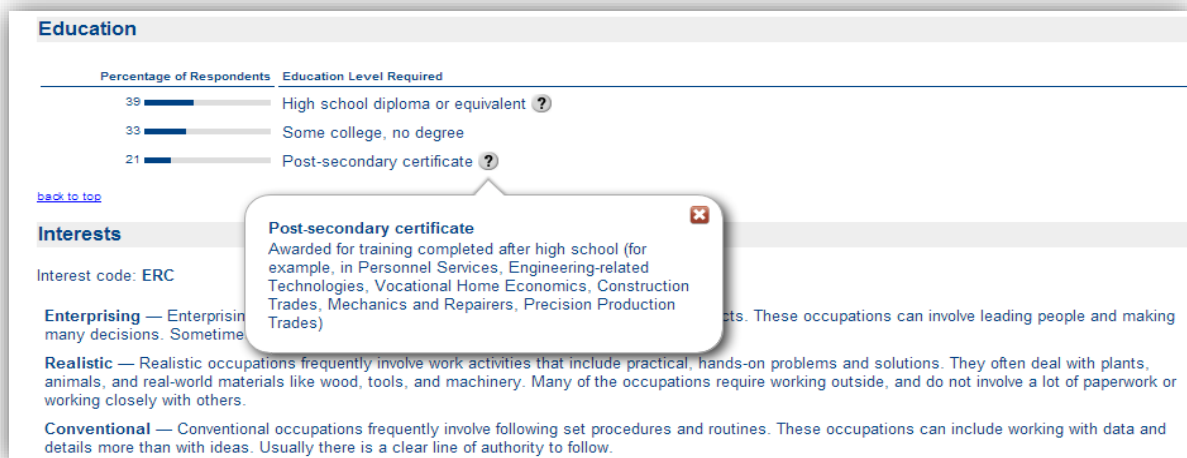 Education
Percentage of Respondents Education Level Required
39 High school diploma or equivalent ?
33 Some college, no degree
21 Post-secondary certificate ?
back to top
Post-secondary certificate
Awarded for training completed after high school (for
example, in Personnel Services, Engineering-related
Technologies, Vocational Home Economics, Construction
Trades, Mechanics and Repairers, Precision Production
Trades)
Interests
Interest code: ERC
Enterprising — Enterprisin cts. These occupations can involve leading people and making
many decisions. Sometime
Realistic — Realistic occupations frequently involve work activities that include practical, hands-on problems and solutions. They often deal with plants,
animals, and real-world materials like wood, tools, and machinery. Many of the occupations require working outside, and do not involve a lot of paperwork or
working closely with others.
Conventional — Conventional occupations frequently involve following set procedures and routines. These occupations can include working with data and
details more than with ideas. Usually there is a clear line of authority to follow.